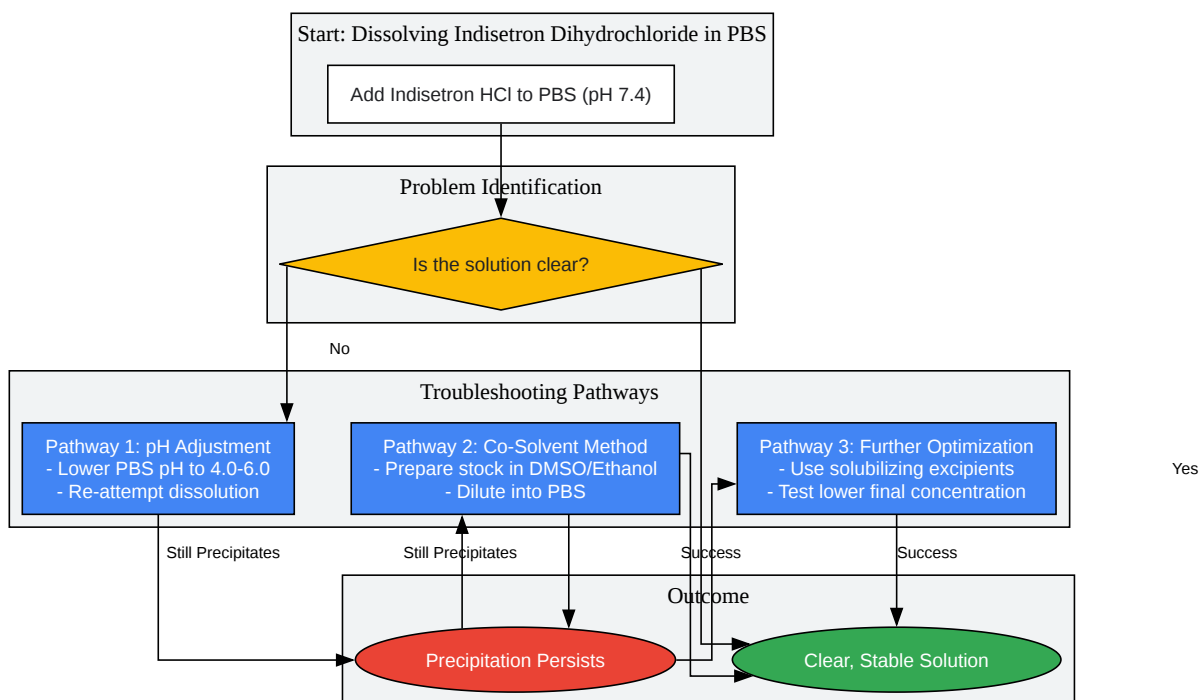 Start: Dissolving Indisetron Dihydrochloride in PBS
Add Indisetron HCl to PBS (pH 7.4)
Problem Identification
Is the solution clear?
No
Troubleshooting Pathways
Pathway 1: pH Adjustment
- Lower PBS pH to 4.0-6.0
- Re-attempt dissolution
Pathway 2: Co-Solvent Method
- Prepare stock in DMSO/Ethanol
- Dilute into PBS
Pathway 3: Further Optimization
- Use solubilizing excipients
- Test lower final concentration
Yes
Still Precipitates
Still Precipitates
Success
Success
Outcome
Precipitation Persists
Clear, Stable Solution